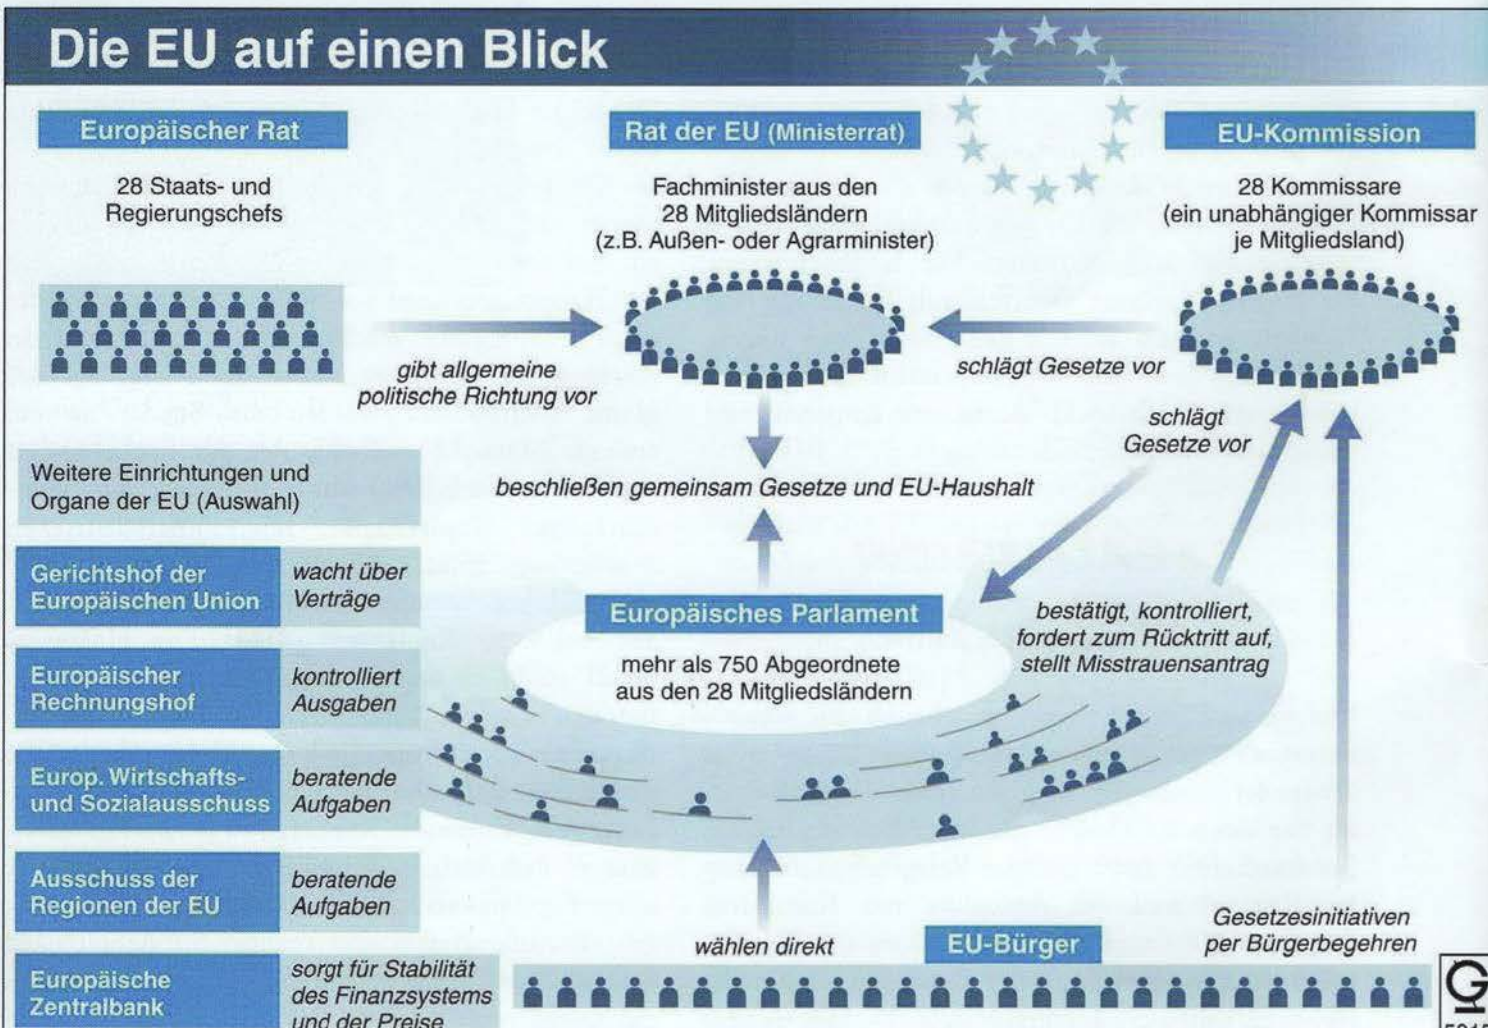 Die EU auf einen Blick
Europäischer Rat
28 Staats- und
Regierungschefs
Rat der EU (Ministerrat)
Fachminister aus den
28 Mitgliedsländern
(z.B. Außen- oder Agrarminister)
EU-Kommission
28 Kommissare
(ein unabhängiger Kommissar
je Mitgliedsland)
gibt allgemeine
politische Richtung vor
schlägt Gesetze vor
schlägt
Gesetze vor
beschließen gemeinsam Gesetze und EU-Haushalt
Weitere Einrichtungen und
Organe der EU (Auswahl)
Gerichtshof der
Europäischen Union
wacht über
Verträge
Europäischer
Rechnungshof
kontrolliert
Ausgaben
Europ. Wirtschafts-
und Sozialausschuss
beratende
Aufgaben
Ausschuss der
Regionen der EU
beratende
Aufgaben
Europäische
Zentralbank
sorgt für Stabilität
des Finanzsystems
und der Preise
Europäisches Parlament
mehr als 750 Abgeordnete
aus den 28 Mitgliedsländern
bestätigt, kontrolliert,
fordert zum Rücktritt auf,
stellt Misstrauensantrag
wählen direkt
EU-Bürger
Gesetzesinitiativen
per Bürgerbegehren
G